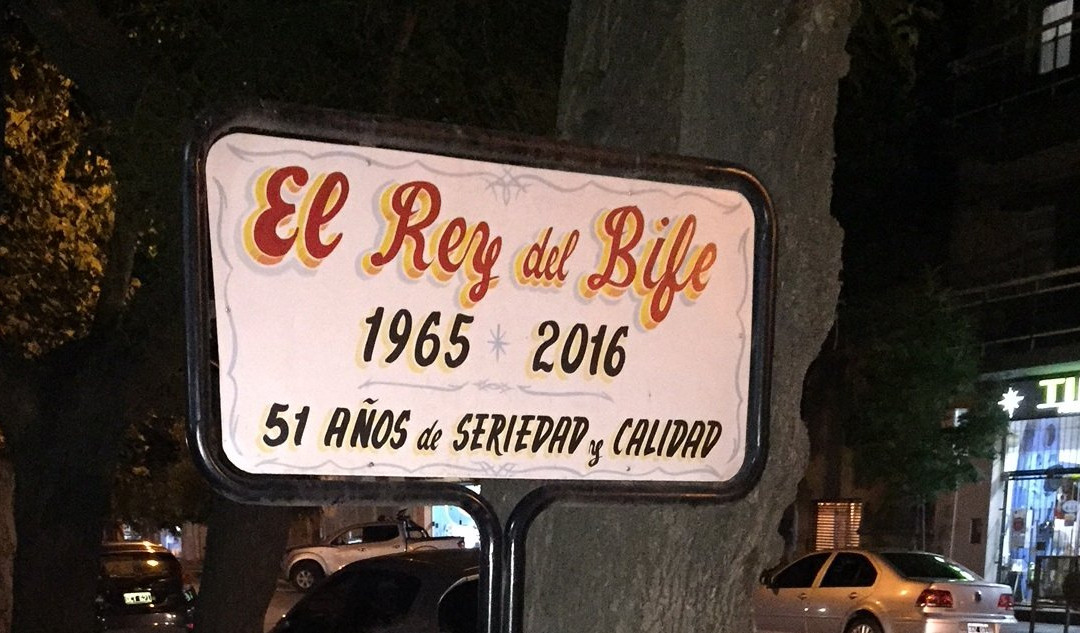 El Rey del Bife
1965 2016
51 AÑOS de SERIEDAD y CALIDAD